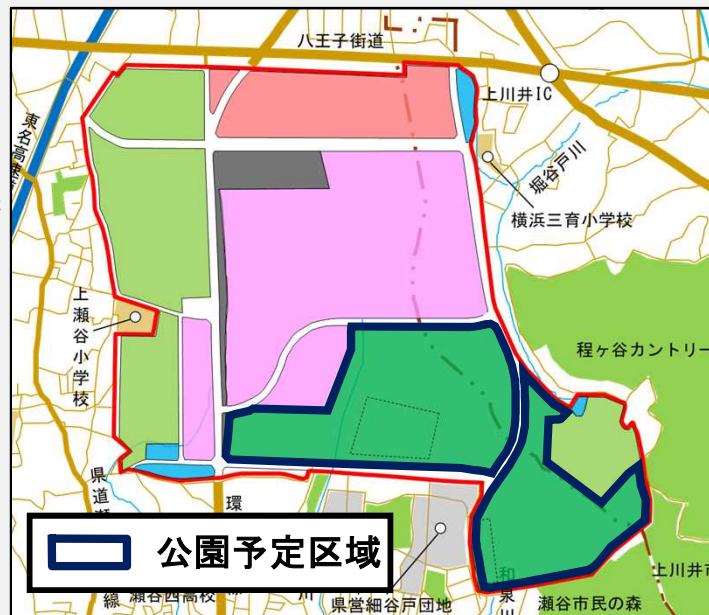 八王子街道
上川井IC
東名高速
堀谷戸川
横浜三育小学校
上瀬谷小学校
程ヶ谷カントリー
県道瀬
環
公園予定区域
線
瀬谷西高校
川
県営細谷戸団地
和泉川
瀬谷市民の森
上川井市